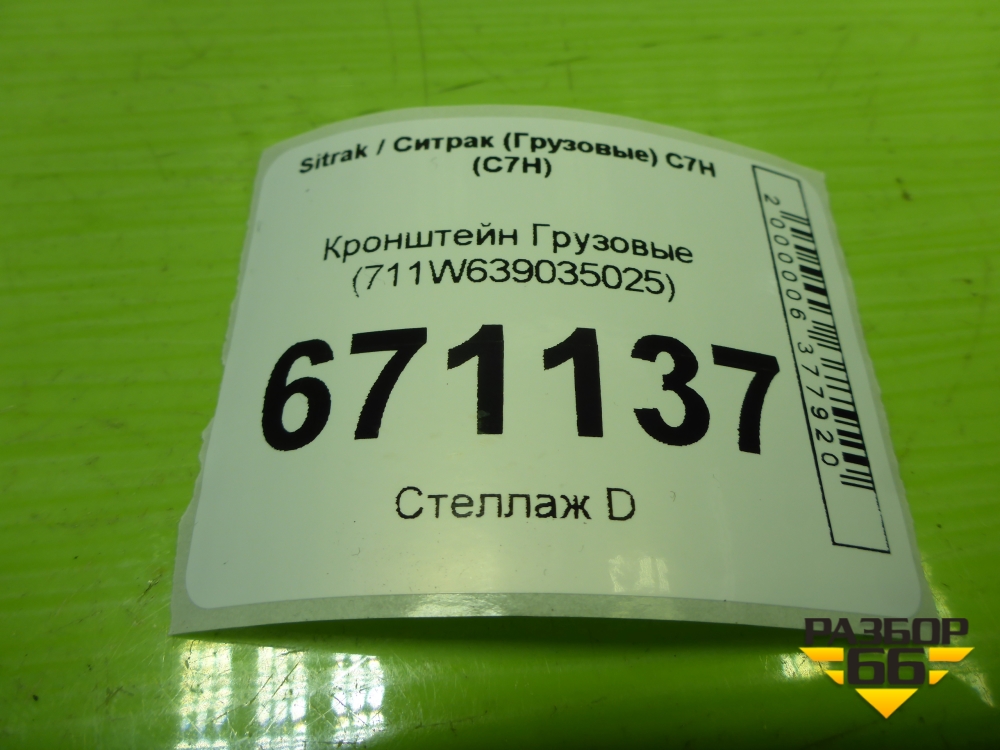 Sitrak / Ситрак (Грузовые) C7H
(C7H)
Кронштейн Грузовые
(711W639035025)
671137
Стеллаж D
2000006377920
РАЗБОР
66